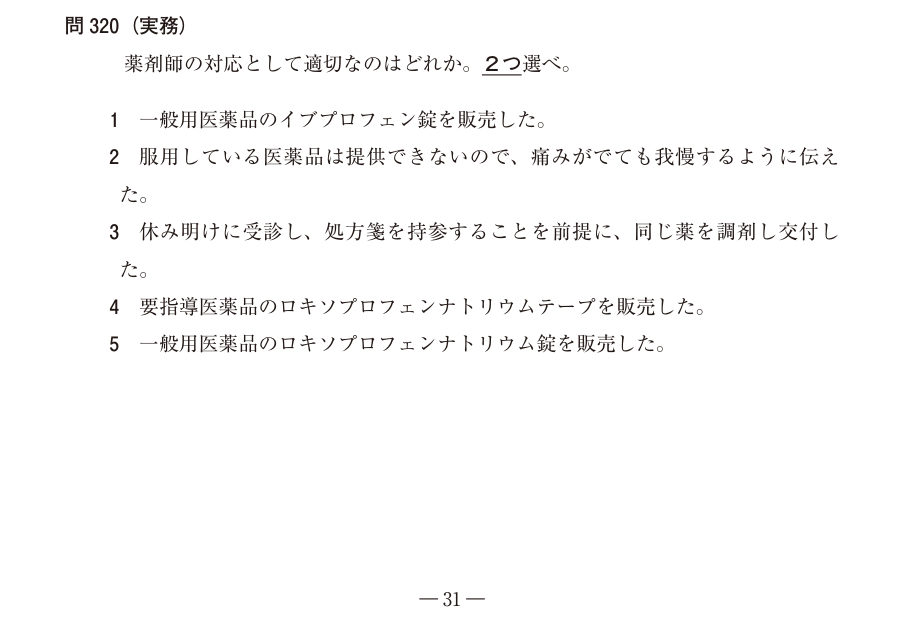 問 320(実務)
薬剤師の対応として適切なのはどれか。2つ選べ。
1 一般用医薬品のイブプロフェン錠を販売した。
2 服用している医薬品は提供できないので、痛みがでても我慢するように伝え
た。
3 休み明けに受診し、処方箋を持参することを前提に、同じ薬を調剤し交付し
た。
4 要指導医薬品のロキソプロフェンナトリウムテープを販売した。
5 一般用医薬品のロキソプロフェンナトリウム錠を販売した。
— 31 —